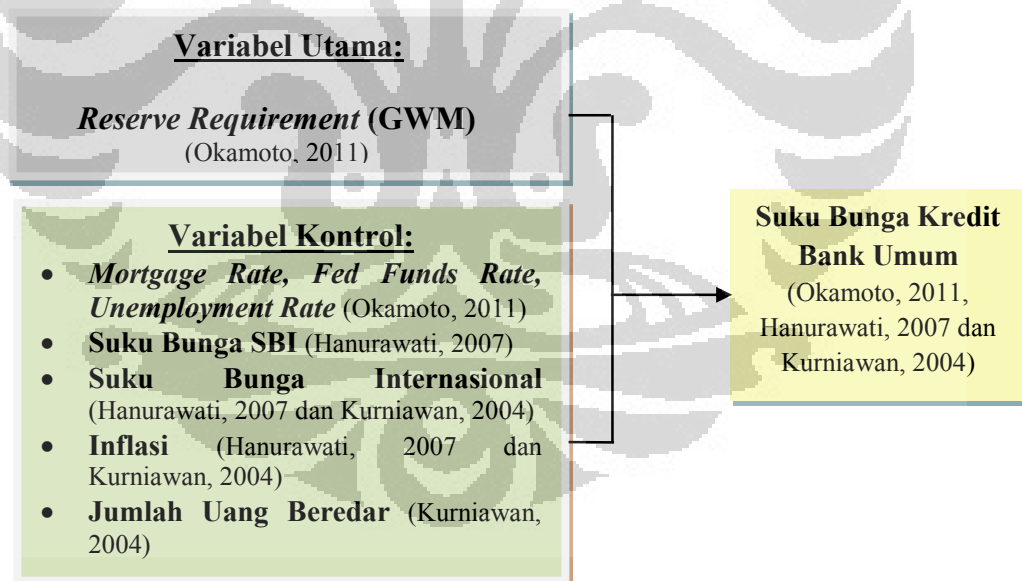 Variabel Utama:
Reserve Requirement (GWM)
(Okamoto, 2011)
Variabel Kontrol:
• Mortgage Rate, Fed Funds Rate,
Unemployment Rate (Okamoto, 2011)
• Suku Bunga SBI (Hanurawati, 2007)
• Suku Bunga Internasional
(Hanurawati, 2007 dan Kurniawan, 2004)
• Inflasi (Hanurawati, 2007 dan
Kurniawan, 2004)
• Jumlah Uang Beredar (Kurniawan,
2004)
Suku Bunga Kredit
Bank Umum
(Okamoto, 2011,
Hanurawati, 2007 dan
Kurniawan, 2004)